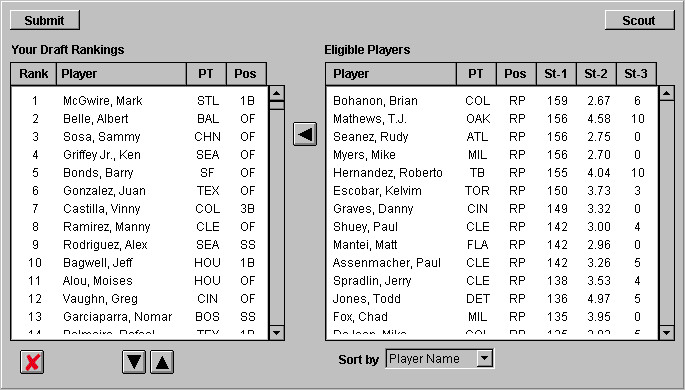 Submit
Scout
Your Draft Rankings
Eligible Players
Rank Player PT Pos
1 McGwire, Mark STL 1B
2 Belle, Albert BAL OF
3 Sosa, Sammy CHN OF
4 Griffey Jr., Ken SEA OF
5 Bonds, Barry SF OF
6 Gonzalez, Juan TEX OF
7 Castilla, Vinny COL 3B
8 Ramirez, Manny CLE OF
9 Rodriguez, Alex SEA SS
10 Bagwell, Jeff HOU 1B
11 Alou, Moises HOU OF
12 Vaughn, Greg CIN OF
13 Garciaparra, Nomar BOS SS
14 Palmeiro, Rafael TEX 1B
Player PT Pos St-1 St-2 St-3
Bohanon, Brian COL RP 159 2.67 6
Mathews, T.J. OAK RP 156 4.58 10
Seanez, Rudy ATL RP 156 2.75 0
Myers, Mike MIL RP 156 2.70 0
Hernandez, Roberto TB RP 155 4.04 10
Escobar, Kelvim TOR RP 150 3.73 3
Graves, Danny CIN RP 149 3.32 0
Shuey, Paul CLE RP 142 3.00 4
Mantei, Matt FLA RP 142 2.96 0
Assenmacher, Paul CLE RP 142 3.26 5
Spradlin, Jerry CLE RP 138 3.53 4
Jones, Todd DET RP 136 4.97 5
Fox, Chad MIL RP 135 3.95 0
DeJean, Mike COL RP 135
Sort by Player Name